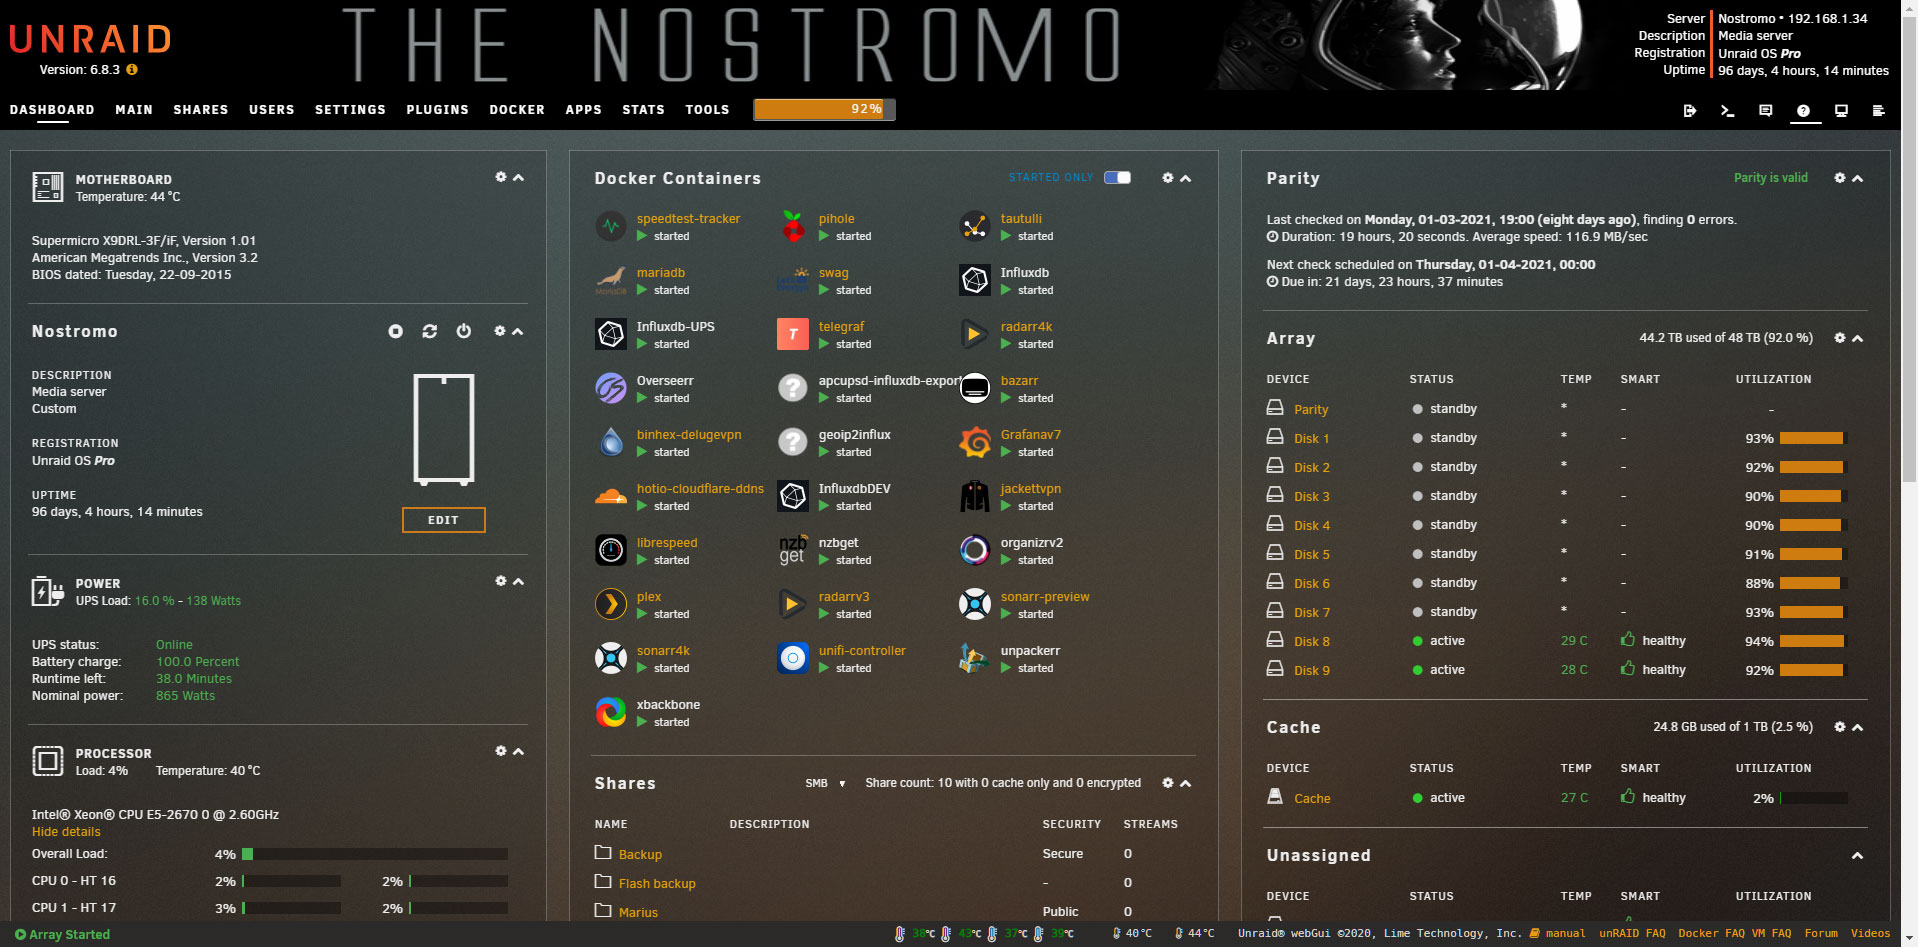 UNRAID
Version: 6.8.3
THE NOSTROMO
Server Nostromo • 192.168.1.34
Description Media server
Registration Unraid OS Pro
Uptime 96 days, 4 hours, 14 minutes
DASHBOARD MAIN SHARES USERS SETTINGS PLUGINS DOCKER APPS STATS TOOLS 92%
MOTHERBOARD
Temperature: 44 °C
Supermicro X9DRL-3F/iF, Version 1.01
American Megatrends Inc., Version 3.2
BIOS dated: Tuesday, 22-09-2015
Nostromo
DESCRIPTION
Media server
Custom
REGISTRATION
Unraid OS Pro
UPTIME
96 days, 4 hours, 14 minutes
EDIT
POWER
UPS Load: 16.0 % - 138 Watts
UPS status: Online
Battery charge: 100.0 Percent
Runtime left: 38.0 Minutes
Nominal power: 865 Watts
PROCESSOR
Load: 4% Temperature: 40 °C
Intel® Xeon® CPU E5-2670 0 @ 2.60GHz
Hide details
Overall Load: 4%
CPU 0 - HT 16 2% 2%
CPU 1 - HT 17 3% 2%
Docker Containers STARTED ONLY
speedtest-tracker pihole tautulli
started started started
mariadb swag Influxdb
started started started
Influxdb-UPS telegraf radarr4k
started started started
Overseerr apcupsd-influxdb-export bazarr
started started started
binhex-delugevpn geoip2influx Grafanav7
started started started
hotio-cloudflare-ddns InfluxdbDEV jackettvpn
started started started
librespeed nzbget organizrv2
started started started
plex radarrv3 sonarr-preview
started started started
sonarr4k unifi-controller unpackerr
started started started
xbackbone
started
Shares SMB Share count: 10 with 0 cache only and 0 encrypted
NAME DESCRIPTION SECURITY STREAMS
Backup Secure 0
Flash backup - 0
Marius Public 0
Parity Parity is valid
Last checked on Monday, 01-03-2021, 19:00 (eight days ago), finding 0 errors.
Duration: 19 hours, 20 seconds. Average speed: 116.9 MB/sec
Next check scheduled on Thursday, 01-04-2021, 00:00
Due in: 21 days, 23 hours, 37 minutes
Array 44.2 TB used of 48 TB (92.0 %)
DEVICE STATUS TEMP SMART UTILIZATION
Parity standby * - -
Disk 1 standby * - 93%
Disk 2 standby * - 92%
Disk 3 standby * - 90%
Disk 4 standby * - 90%
Disk 5 standby * - 91%
Disk 6 standby * - 88%
Disk 7 standby * - 93%
Disk 8 active 29 C healthy 94%
Disk 9 active 28 C healthy 92%
Cache 24.8 GB used of 1 TB (2.5 %)
DEVICE STATUS TEMP SMART UTILIZATION
Cache active 27 C healthy 2%
Unassigned
DEVICE STATUS TEMP SMART UTILIZATION
Array Started 38°C 43°C 37°C 39°C 40°C 44°C Unraid® webGui ©2020, Lime Technology, Inc. manual unRAID FAQ Docker FAQ VM FAQ Forum Videos